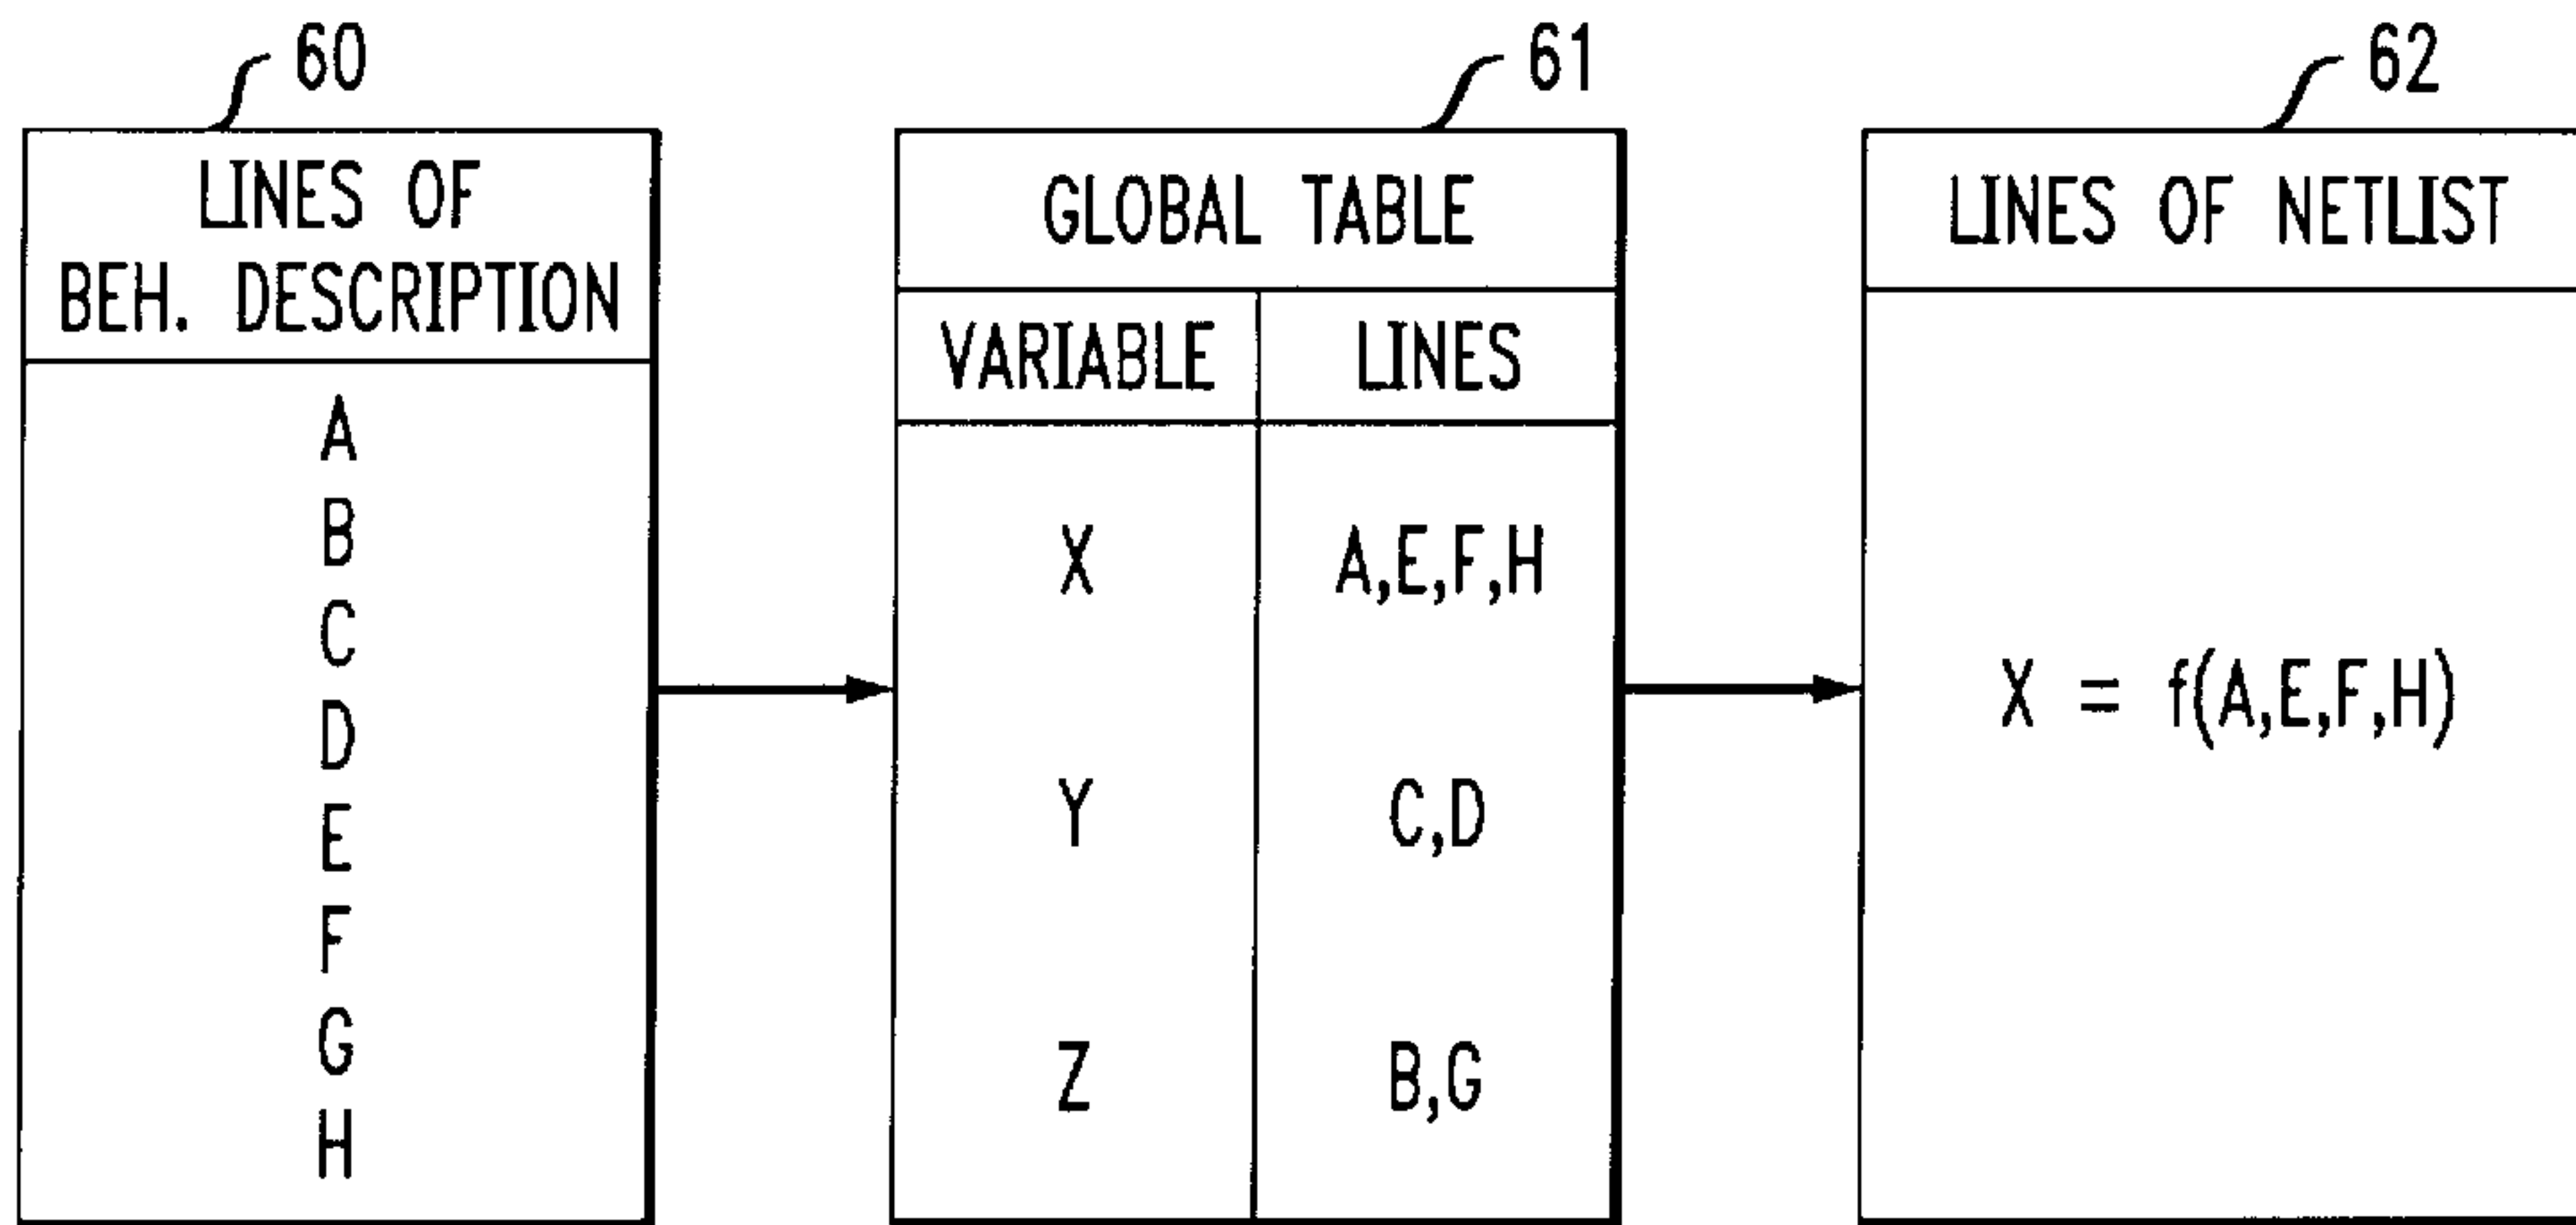 60
LINES OF
BEH. DESCRIPTION
A
B
C
D
E
F
G
H
61
GLOBAL TABLE
VARIABLE LINES
X A,E,F,H
Y C,D
Z B,G
62
LINES OF NETLIST
X = f(A,E,F,H)